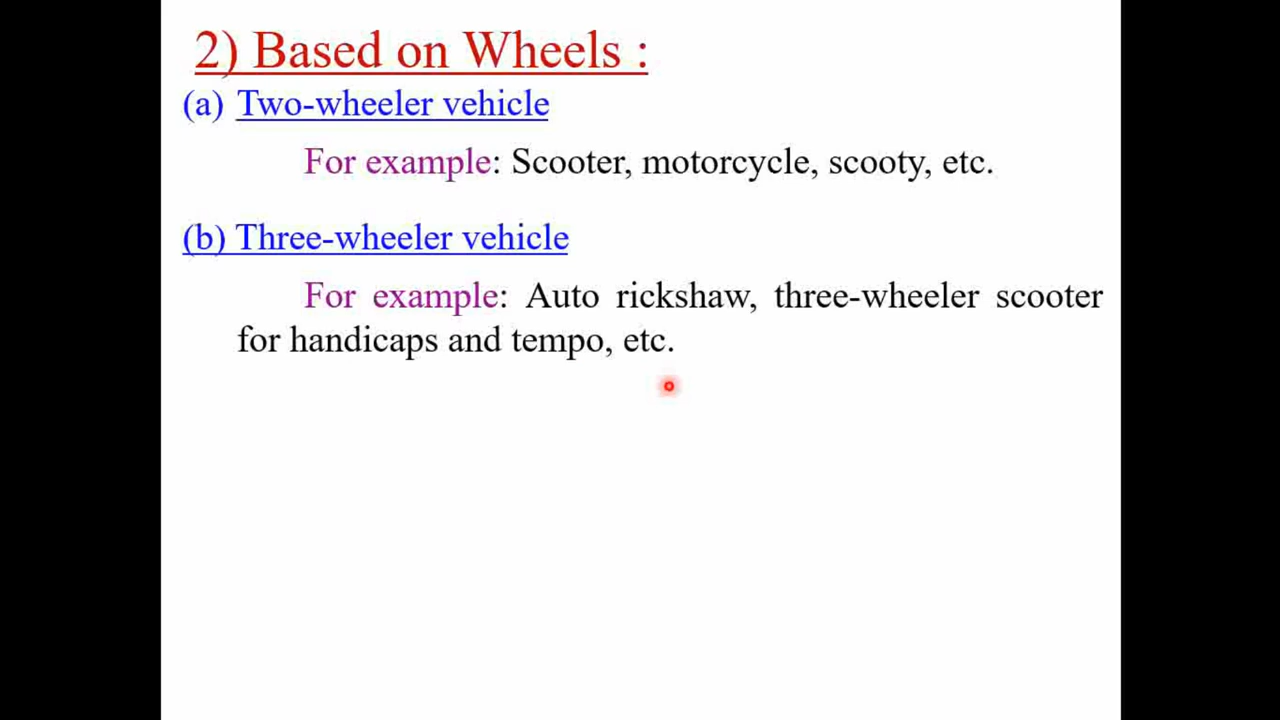 2) Based on Wheels :
(a) Two-wheeler vehicle
For example: Scooter, motorcycle, scooty, etc.
(b) Three-wheeler vehicle
For example: Auto rickshaw, three-wheeler scooter
for handicaps and tempo, etc.